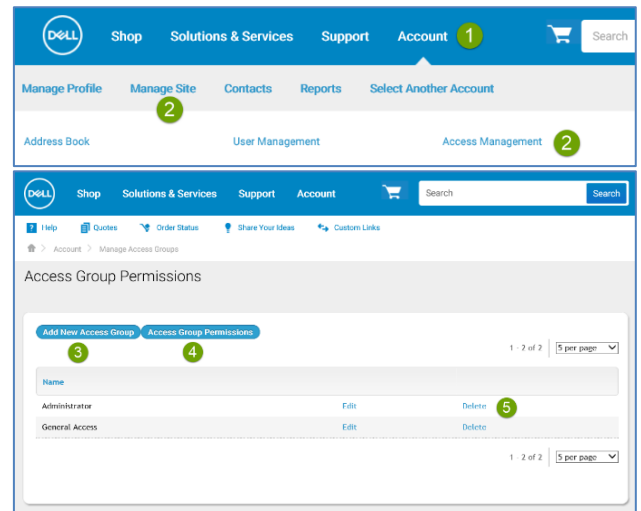 DELL Shop Solutions & Services Support Account 1 Search
Manage Profile Manage Site Contacts Reports Select Another Account
2
Address Book User Management Access Management 2
DELL Shop Solutions & Services Support Account Search Search
? Help Quotes Order Status Share Your Ideas Custom Links
> Account > Manage Access Groups
Access Group Permissions
Add New Access Group Access Group Permissions
3 4
1 - 2 of 2 5 per page
Name
Administrator Edit Delete 5
General Access Edit Delete
1 - 2 of 2 5 per page